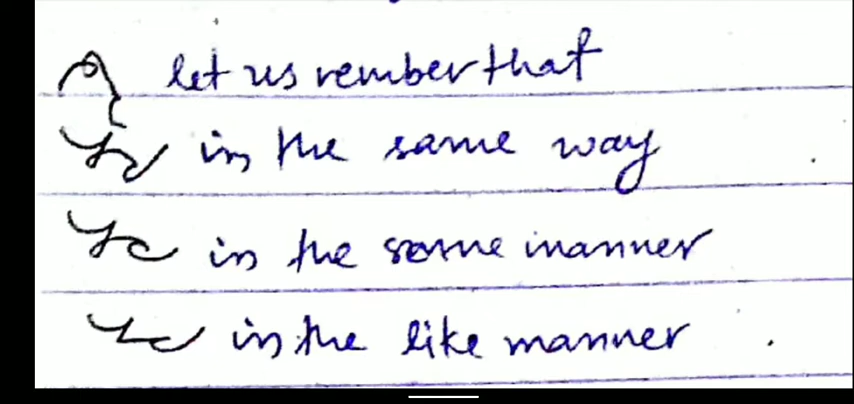 let us rember that
in the same way
in the same manner
in the like manner